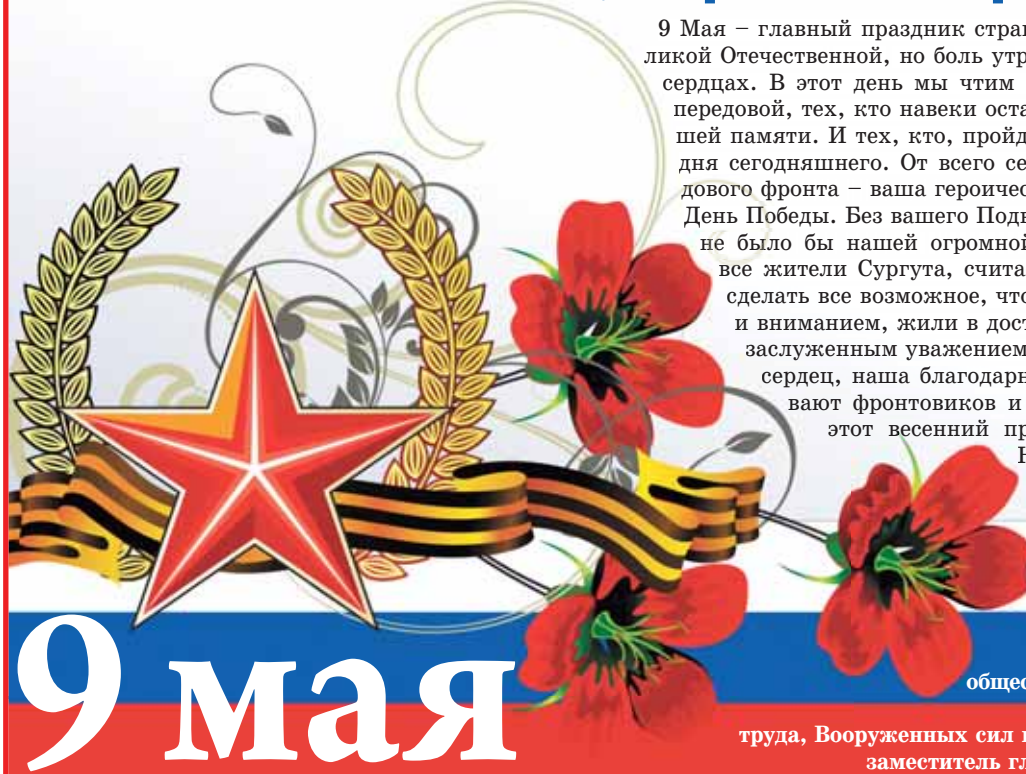 9 Мая – главный праздник стран
ликой Отечественной, но боль утр
сердцах. В этот день мы чтим
передовой, тех, кто навеки оста
шей памяти. И тех, кто, пройд
дня сегодняшнего. От всего се
дового фронта – ваша героичес
День Победы. Без вашего Подв
не было бы нашей огромной
все жители Сургута, счита
сделать все возможное, что
и вниманием, жили в дост
заслуженным уважением
сердец, наша благодарн
вают фронтовиков и
этот весенний пр
общес
труда, Вооруженных сил и
заместитель гл
9 мая